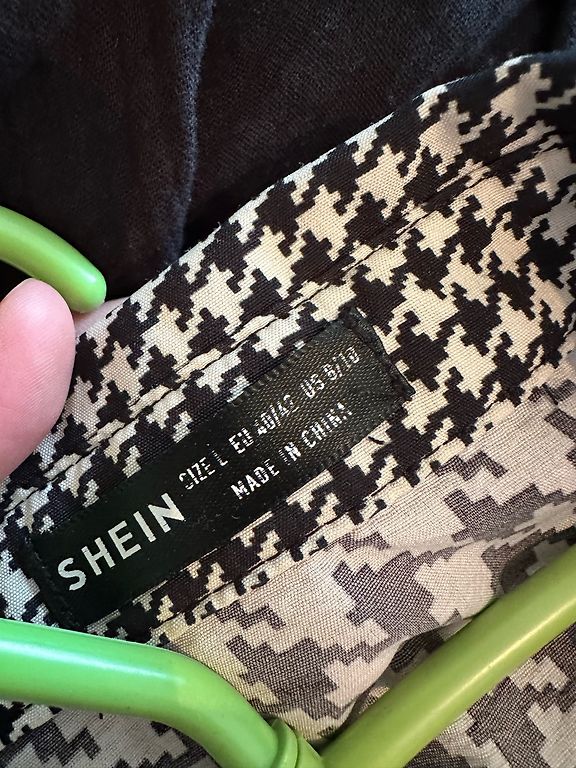 SHEIN
SIZE L EU 40/42 US 8/10
MADE IN CHINA